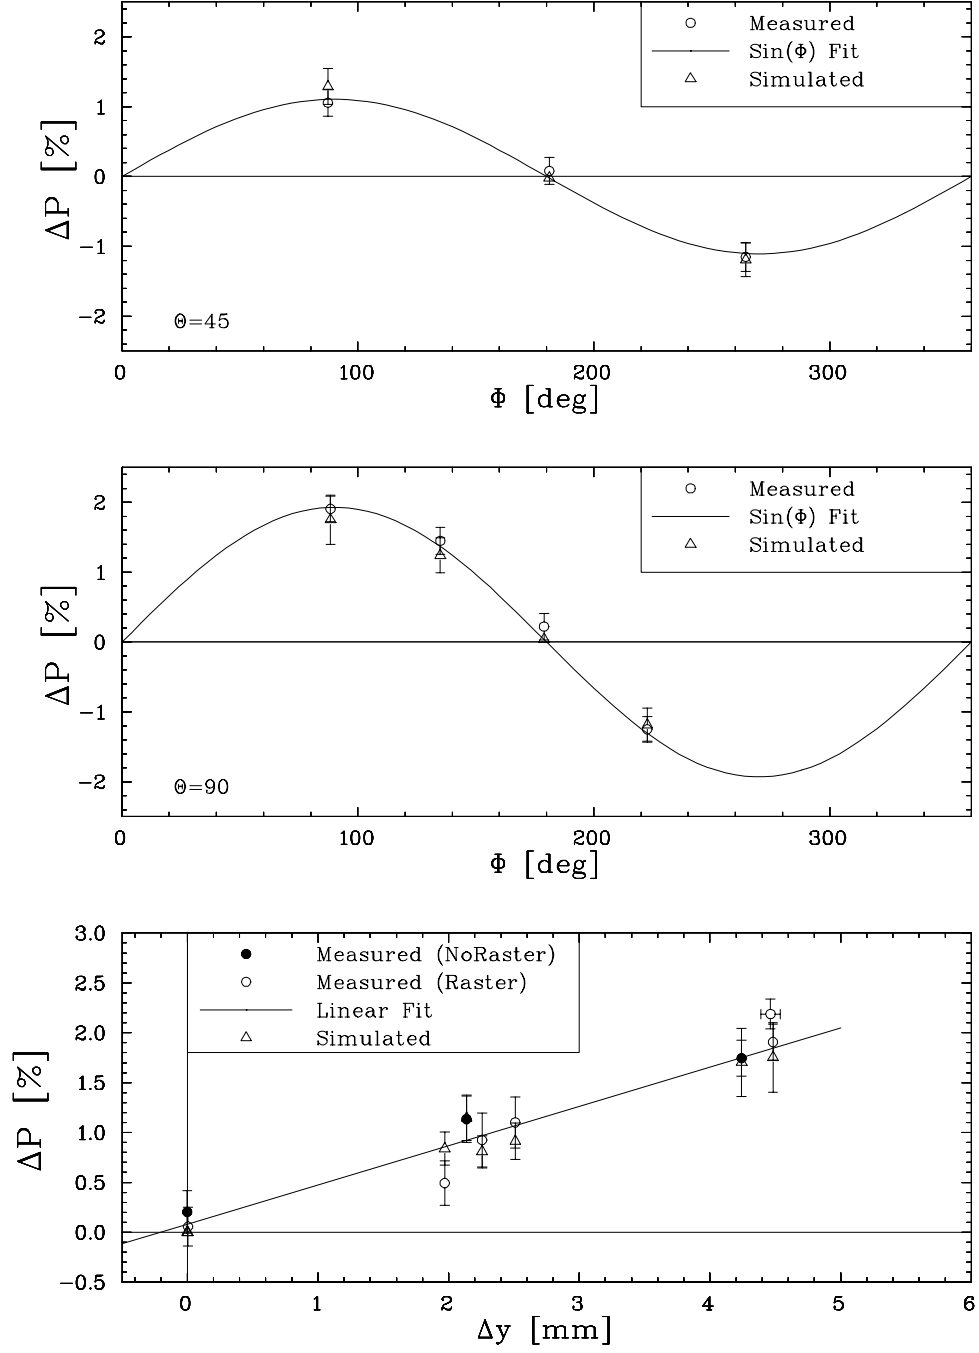 Measured
Sin(Φ) Fit
Simulated
2
1
0
-1
-2
ΔP [%]
Θ=45
0 100 200 300
Φ [deg]
Measured
Sin(Φ) Fit
Simulated
2
1
0
-1
-2
ΔP [%]
Θ=90
0 100 200 300
Φ [deg]
Measured (NoRaster)
Measured (Raster)
Linear Fit
Simulated
3.0
2.5
2.0
1.5
1.0
0.5
0.0
-0.5
ΔP [%]
0 1 2 3 4 5 6
Δy [mm]